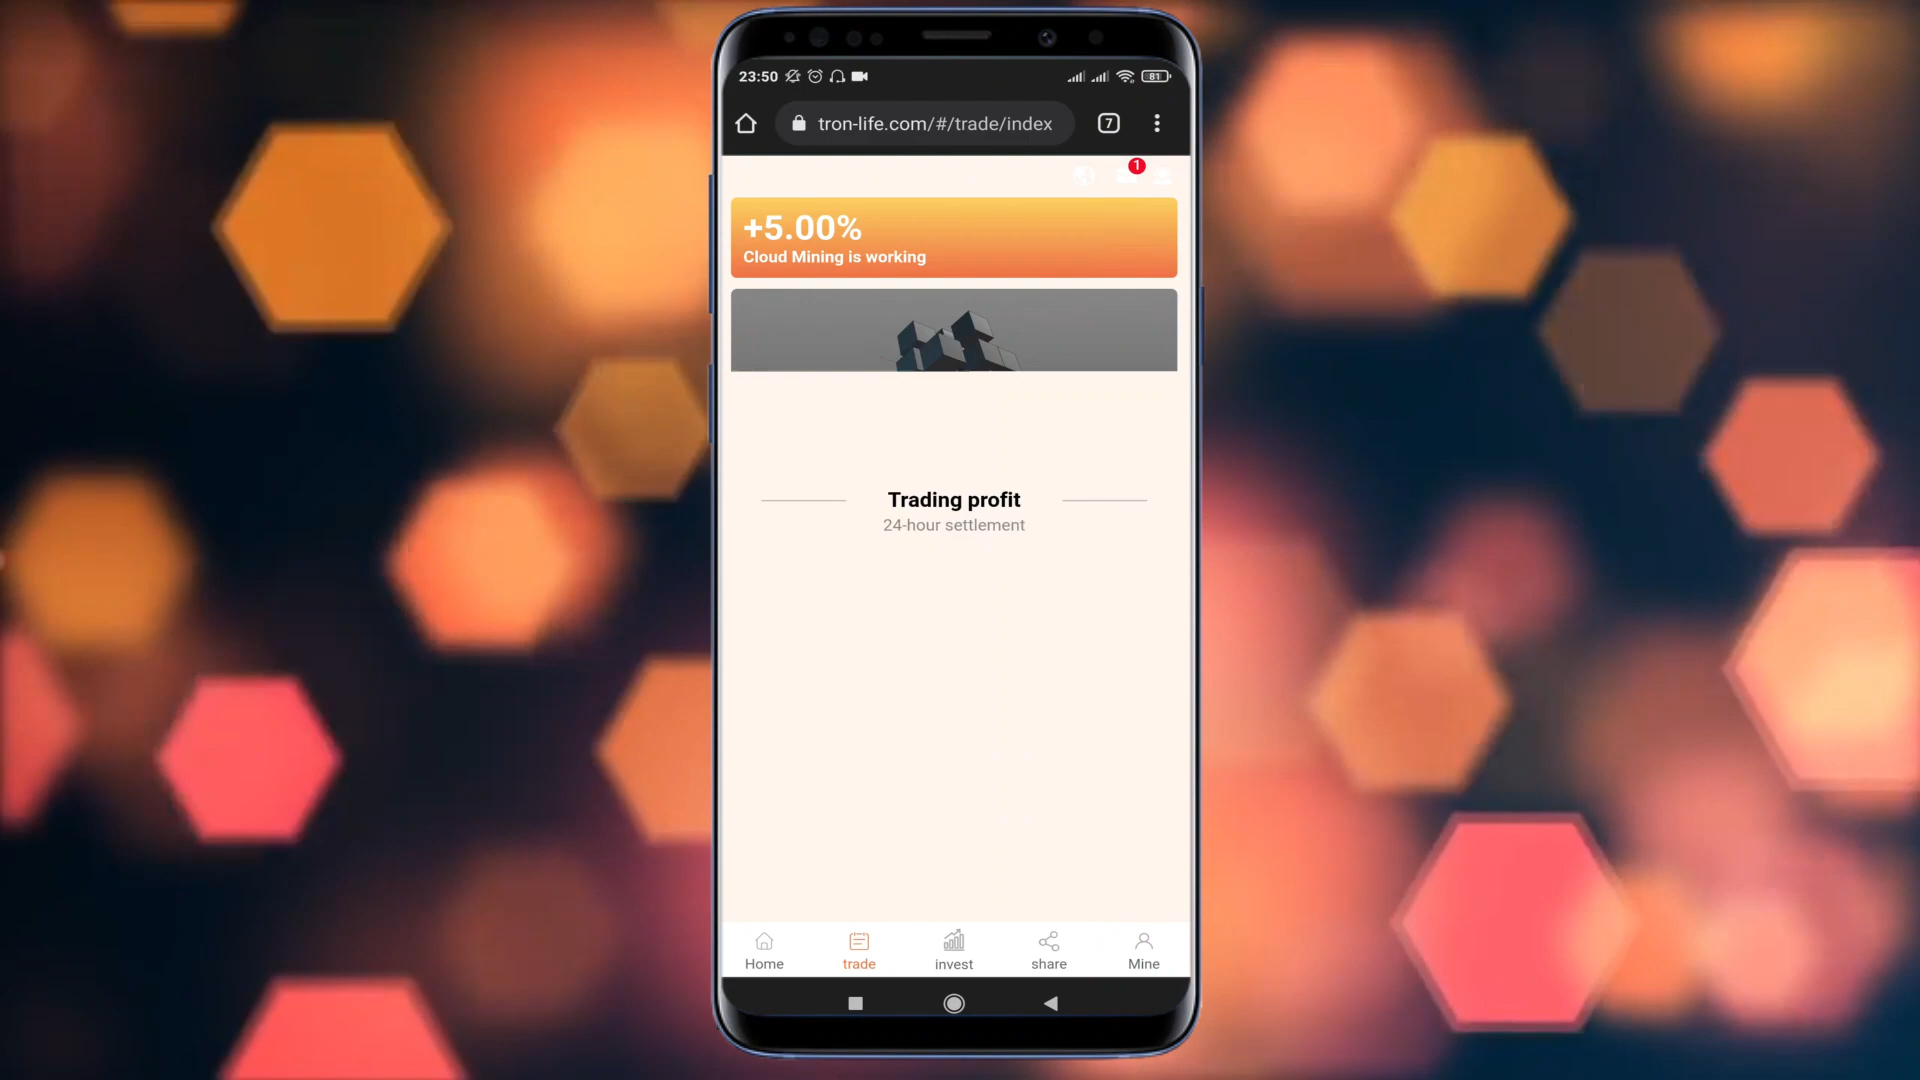 23:50
81
tron-life.com/#/trade/index
7
1
+5.00%
Cloud Mining is working
Trading profit
24-hour settlement
Home
trade
invest
share
Mine